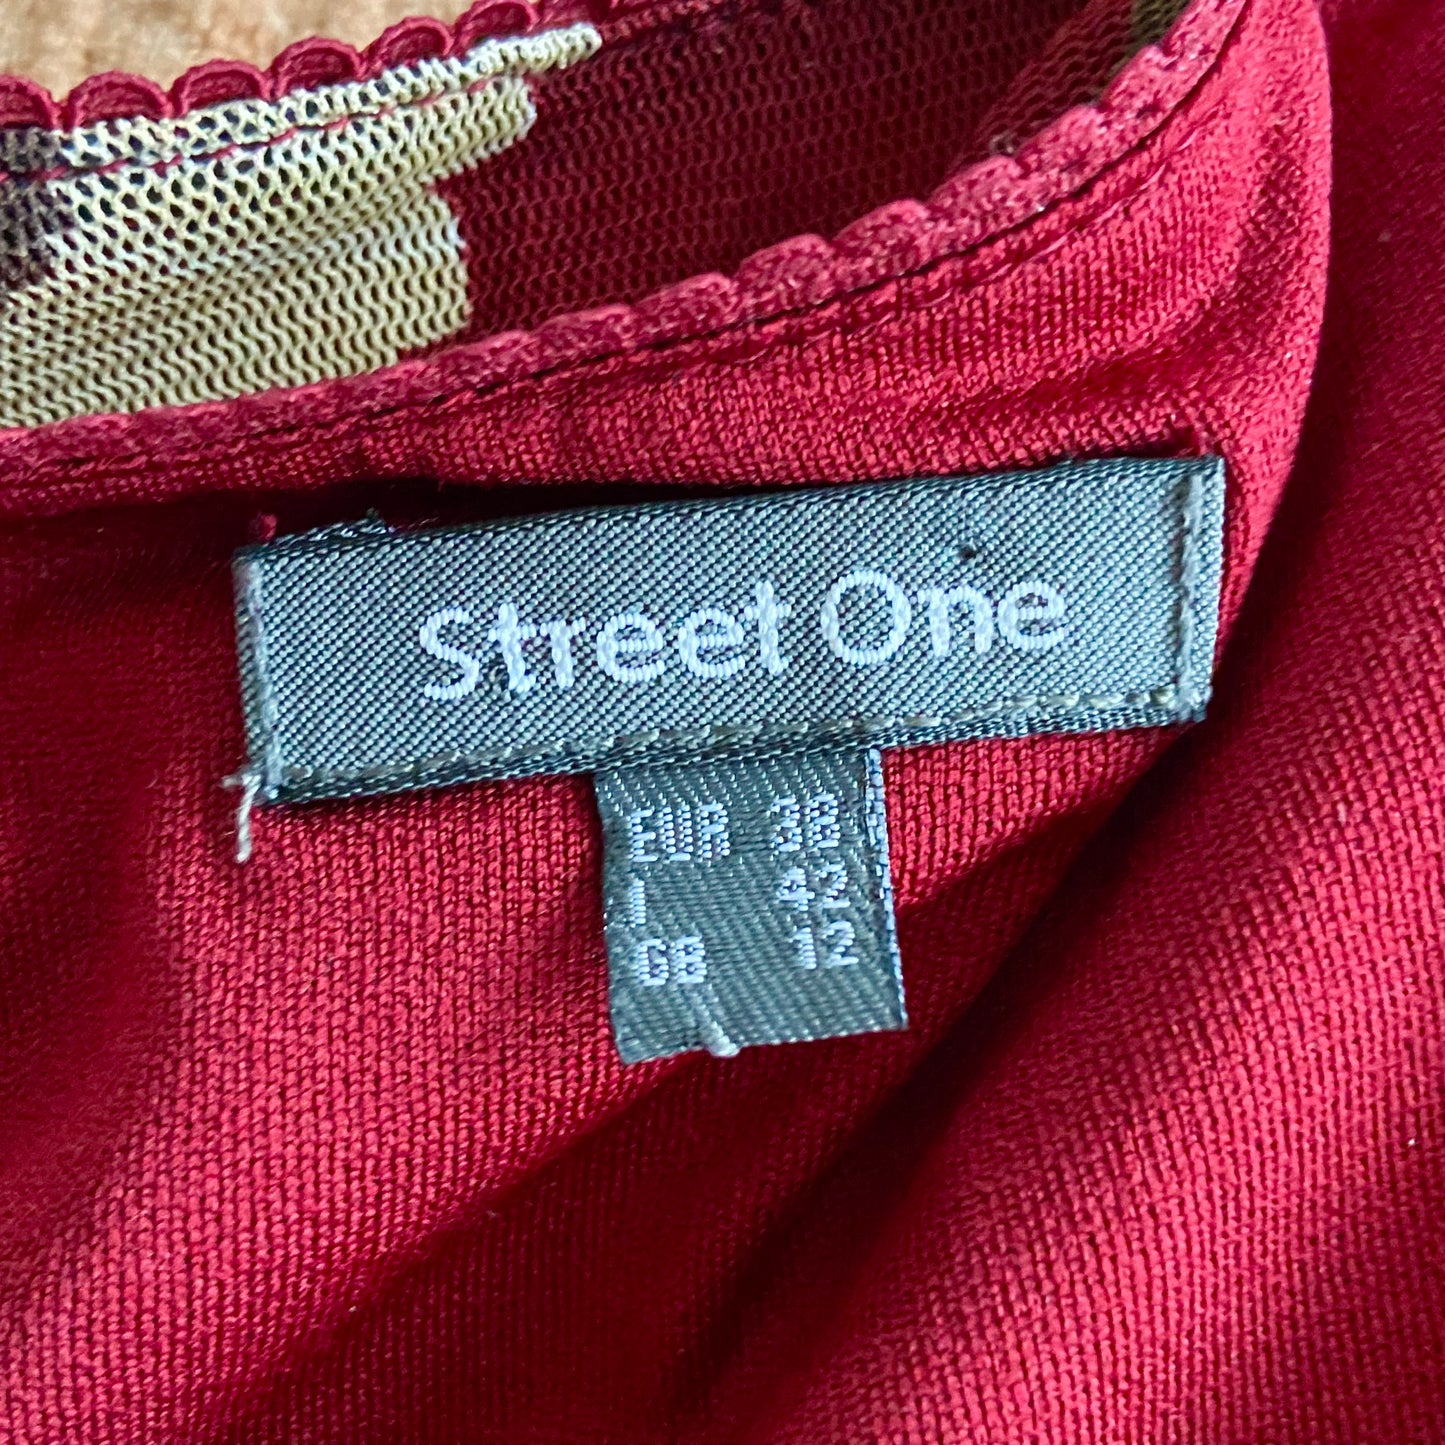 Street One
EUR 38
I 42
GB 12